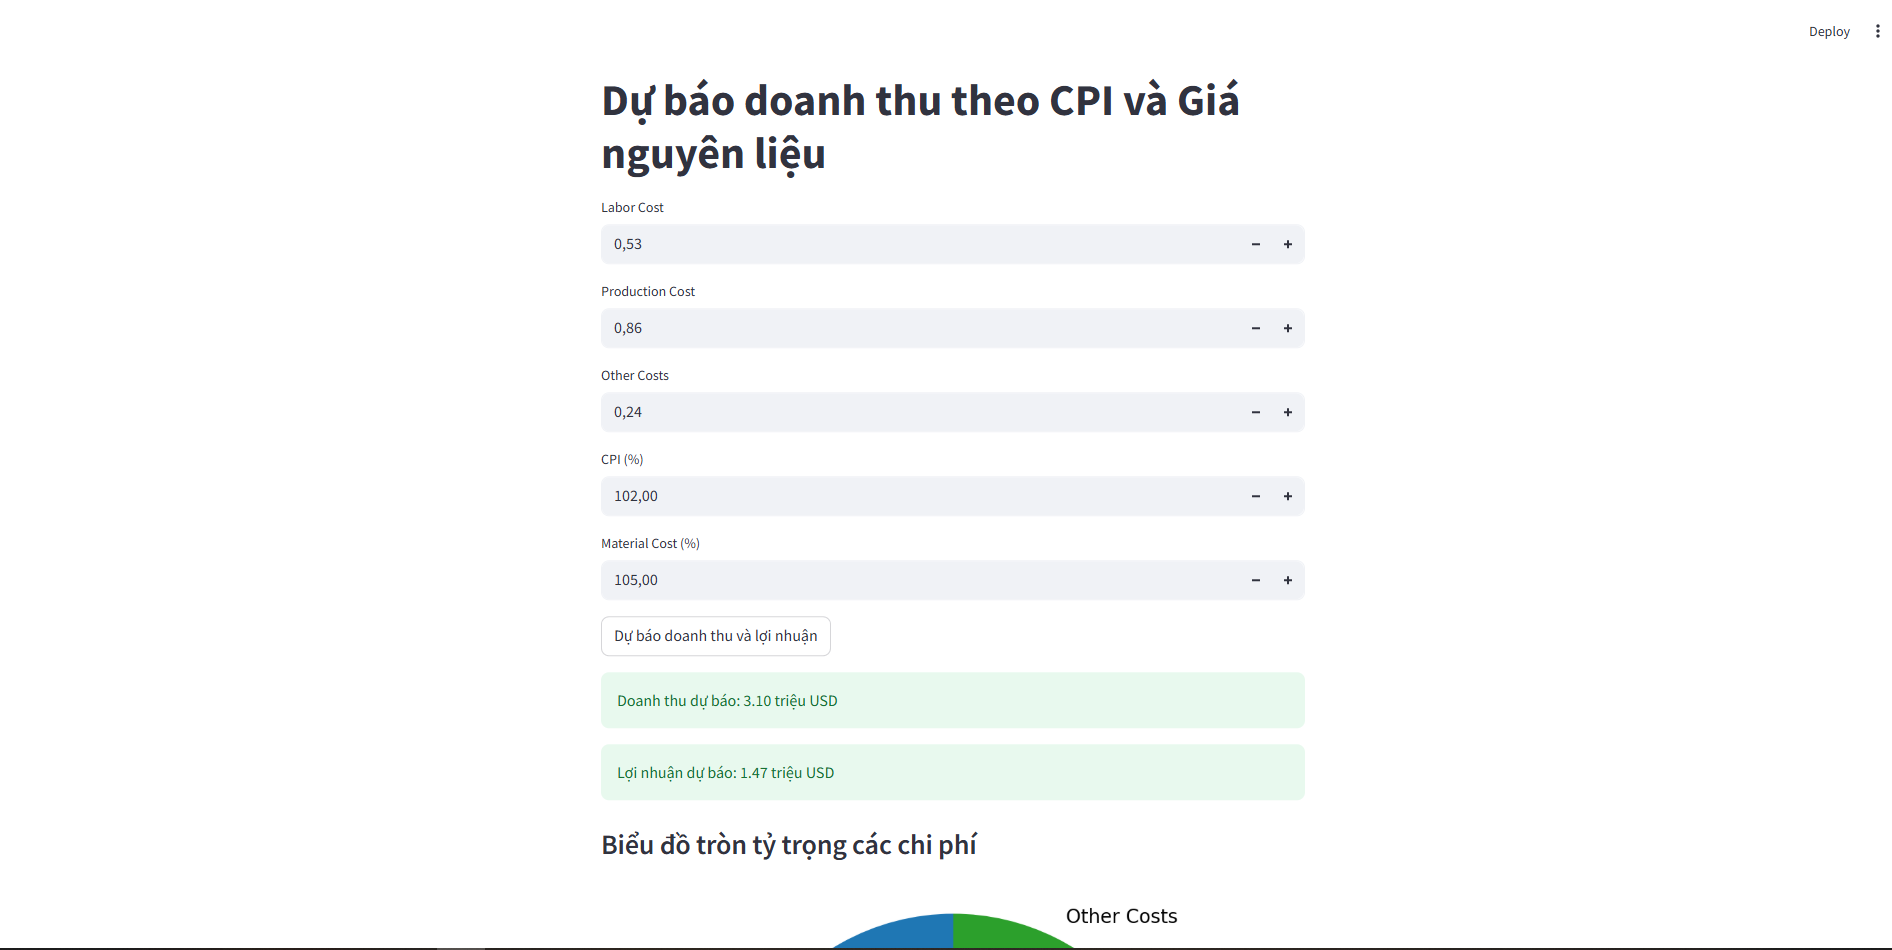 Deploy
Dự báo doanh thu theo CPI và Giá
nguyên liệu
Labor Cost
0,53
Production Cost
0,86
Other Costs
0,24
CPI (%)
102,00
Material Cost (%)
105,00
Dự báo doanh thu và lợi nhuận
Doanh thu dự báo: 3.10 triệu USD
Lợi nhuận dự báo: 1.47 triệu USD
Biểu đồ tròn tỷ trọng các chi phí
Other Costs